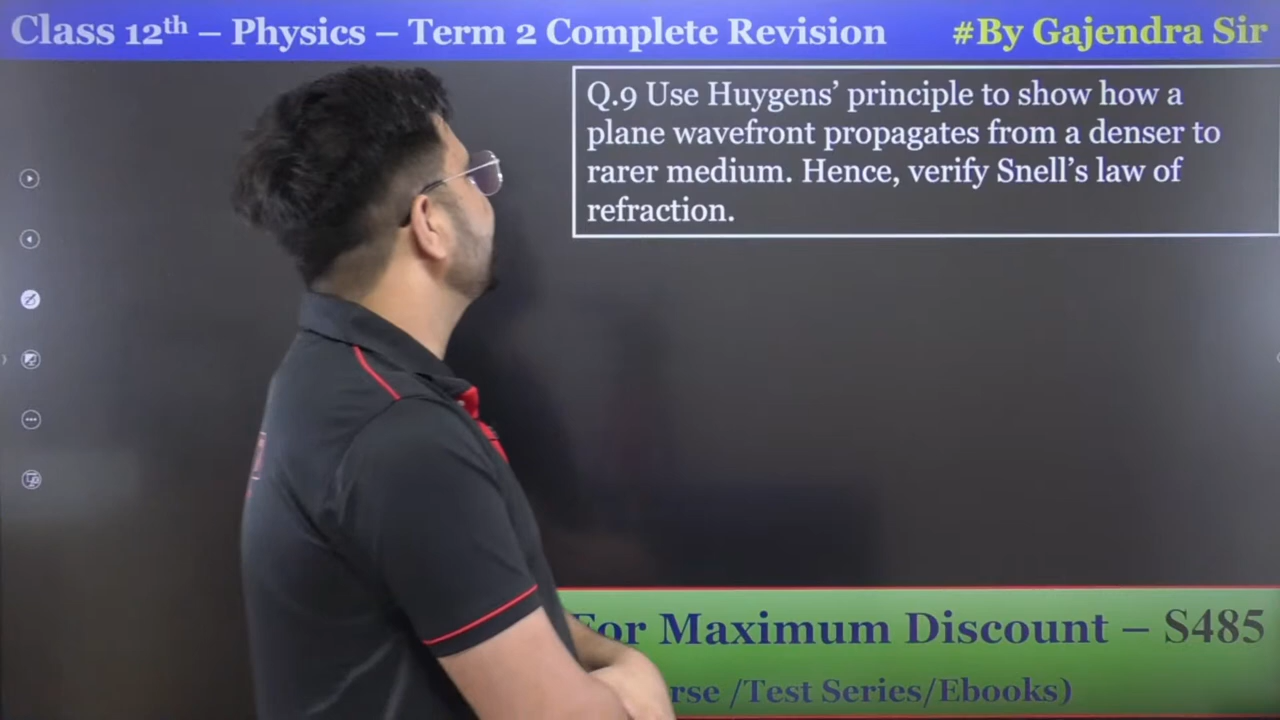 Class 12th – Physics – Term 2 Complete Revision #By Gajendra Sir
Q.9 Use Huygens’ principle to show how a
plane wavefront propagates from a denser to
rarer medium. Hence, verify Snell’s law of
refraction.
For Maximum Discount – S485
/Test Series/Ebooks)